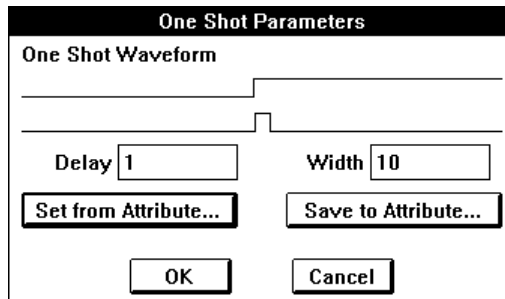 One Shot Parameters
One Shot Waveform
Delay 1 Width 10
Set from Attribute... Save to Attribute...
OK Cancel